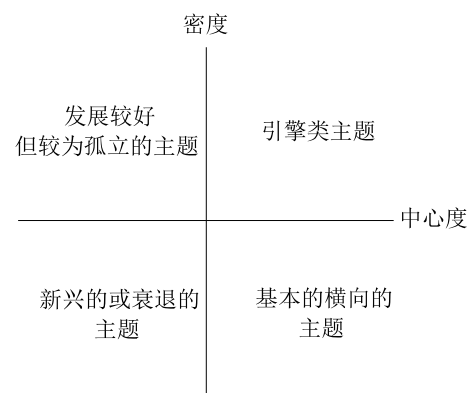 密度
发展较好
但较为孤立的主题
引擎类主题
中心度
新兴的或衰退的
主题
基本的横向的
主题